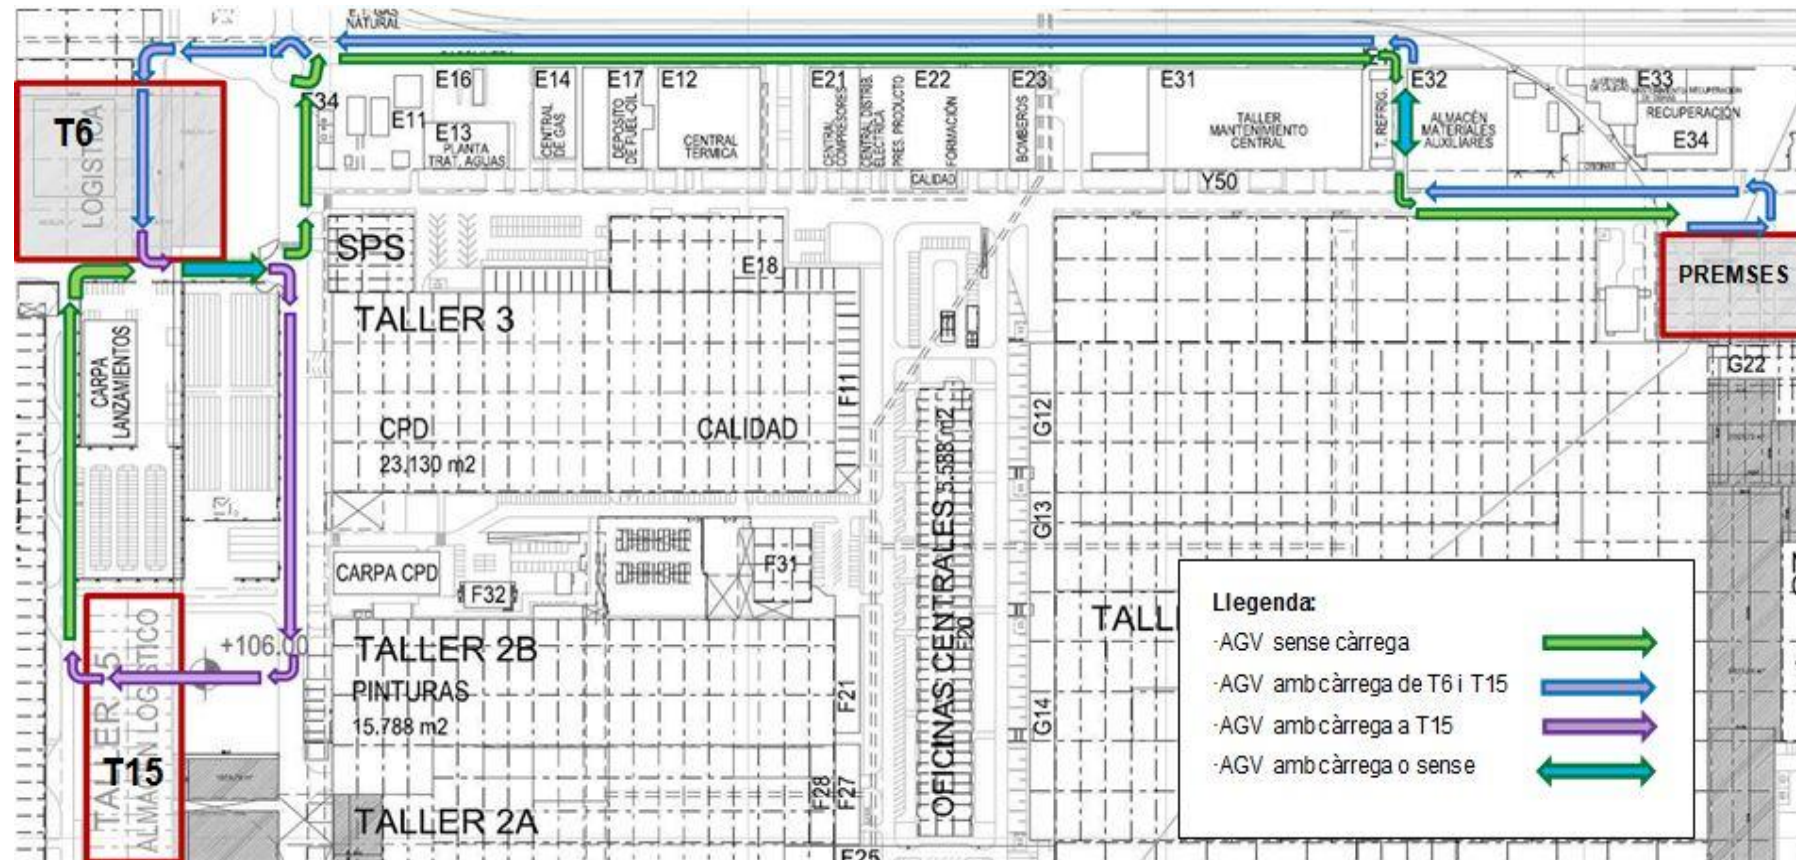 NATURAL
E16
E14
E17
E12
E21
E22
E23
E31
E32
E33
E11
E13
PLANTA
TRAT. AGUAS
CENTRAL
DE GAS
DEPOSITO
DE FUEL-OIL
CENTRAL
TERMICA
CENTRAL
COMPRESORES
CENTRAL DISTRIB.
ELECTRICA
PRES. PRODUCTO
FORMACIÓN
BOMBEROS
TALLER
MANTENIMIENTO
CENTRAL
T. REFRIG.
ALMACÉN
MATERIALES
AUXILIARES
RECUPERACION
E34
CALIDAD
Y50
T6
LOGISTICA
SPS
E18
PREMSES
G22
TALLER 3
CARPA
LANZAMIENTOS
CPD
23.130 m2
CALIDAD
F11
G12
G13
G14
OFICINAS CENTRALES 5.588 m2
F20
CARPA CPD
F32
F31
+106.00
TALLER 2B
PINTURAS
15.788 m2
F21
TALLER 15
ALMACÉN LOGÍSTICO
T15
F28
F27
TALLER 2A
TALL
Llegenda:
-AGV sense càrrega
-AGV amb càrrega de T6 i T15
-AGV amb càrrega a T15
-AGV amb càrrega o sense